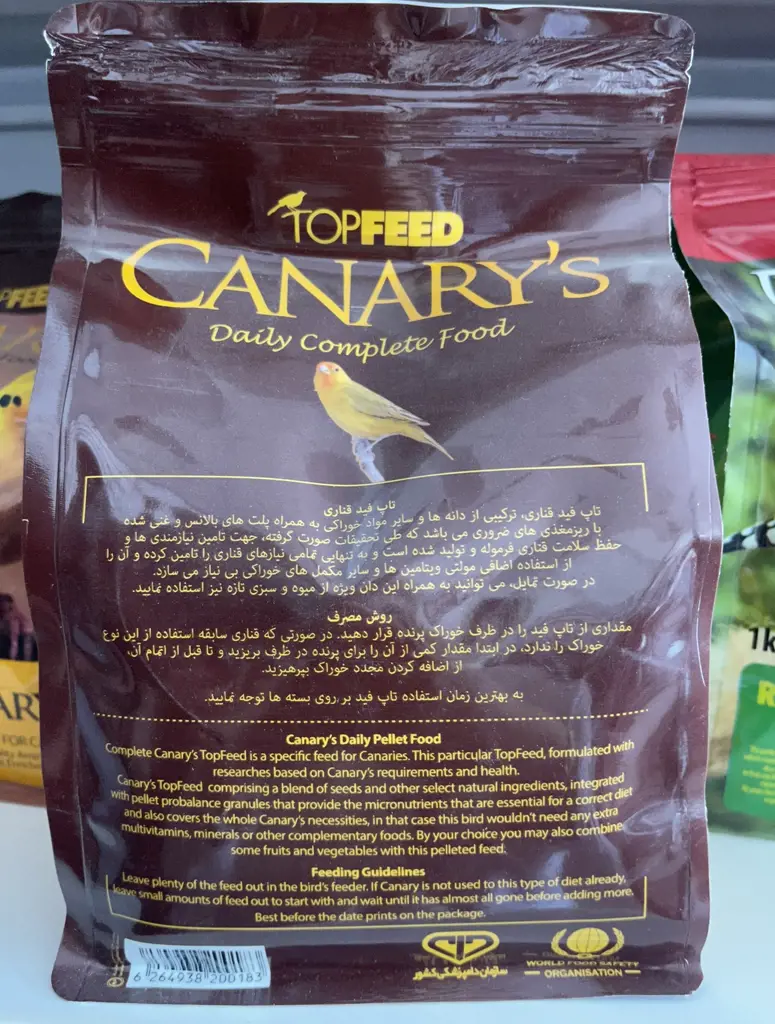 TOPFEED
CANARY'S
Daily Complete Food
تاپ فید قناری
تاپ فید قناری، ترکیبی از دانه ها و سایر مواد خوراکی به همراه پلت های بالانس و غنی شده
با ریزمغذی های ضروری می باشد که طی تحقیقات صورت گرفته، جهت تامین نیازمندی ها و
حفظ سلامت قناری فرموله و تولید شده است و به تنهایی تمامی نیازهای قناری را تامین کرده و آن را
از استفاده اضافی مولتی ویتامین ها و سایر مکمل های خوراکی بی نیاز می سازد.
در صورت تمایل، می توانید به همراه این دان ویژه از میوه و سبزی تازه نیز استفاده نمایید.
روش مصرف
مقداری از تاپ فید را در ظرف خوراک پرنده قرار دهید. در صورتی که قناری سابقه استفاده از این نوع
خوراک را ندارد، در ابتدا مقدار کمی از آن را برای پرنده در ظرف بریزید و تا قبل از اتمام آن،
از اضافه کردن مجدد خوراک بپرهیزید.
به بهترین زمان استفاده تاپ فید بر روی بسته ها توجه نمایید.
Canary's Daily Pellet Food
Complete Canary's TopFeed is a specific feed for Canaries. This particular TopFeed, formulated with
researches based on Canary's requirements and health.
Canary's TopFeed comprising a blend of seeds and other select natural ingredients, integrated
with pellet probalance granules that provide the micronutrients that are essential for a correct diet
and also covers the whole Canary's necessities, in that case this bird wouldn't need any extra
multivitamins, minerals or other complementary foods. By your choice you may also combine
some fruits and vegetables with this pelleted feed.
Feeding Guidelines
Leave plenty of the feed out in the bird's feeder. If Canary is not used to this type of diet already,
leave small amounts of feed out to start with and wait until it has almost all gone before adding more.
Best before the date prints on the package.
6 264938 200183
سازمان دامپزشکی کشور
WORLD FOOD SAFETY
ORGANISATION
PFEED
AR
FOR C
1k
R